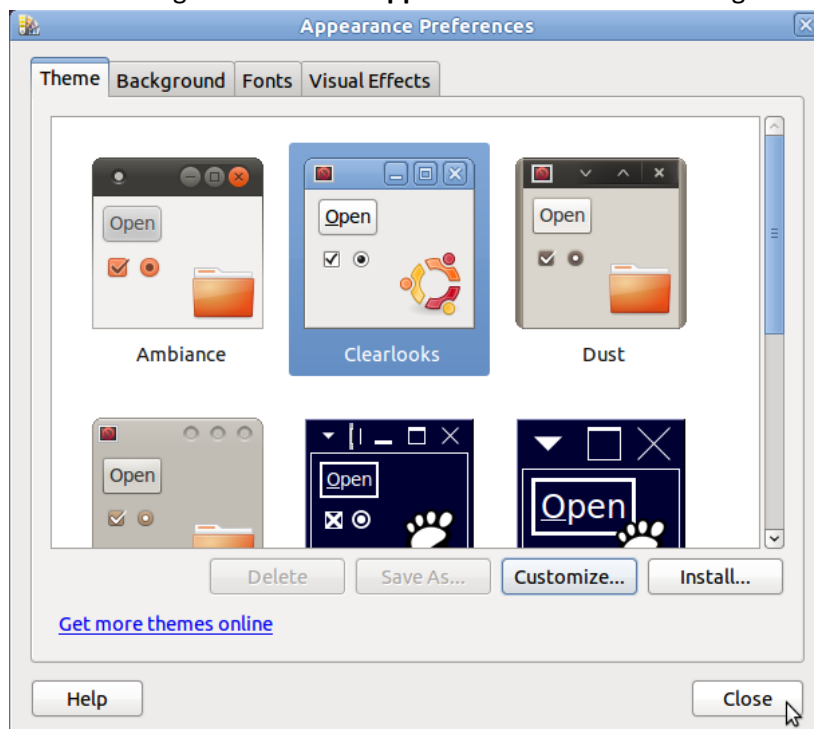 Appearance Preferences
Theme Background Fonts Visual Effects
Open Open Open
Ambiance Clearlooks Dust
Open Open Open
Delete Save As... Customize... Install...
Get more themes online
Help Close